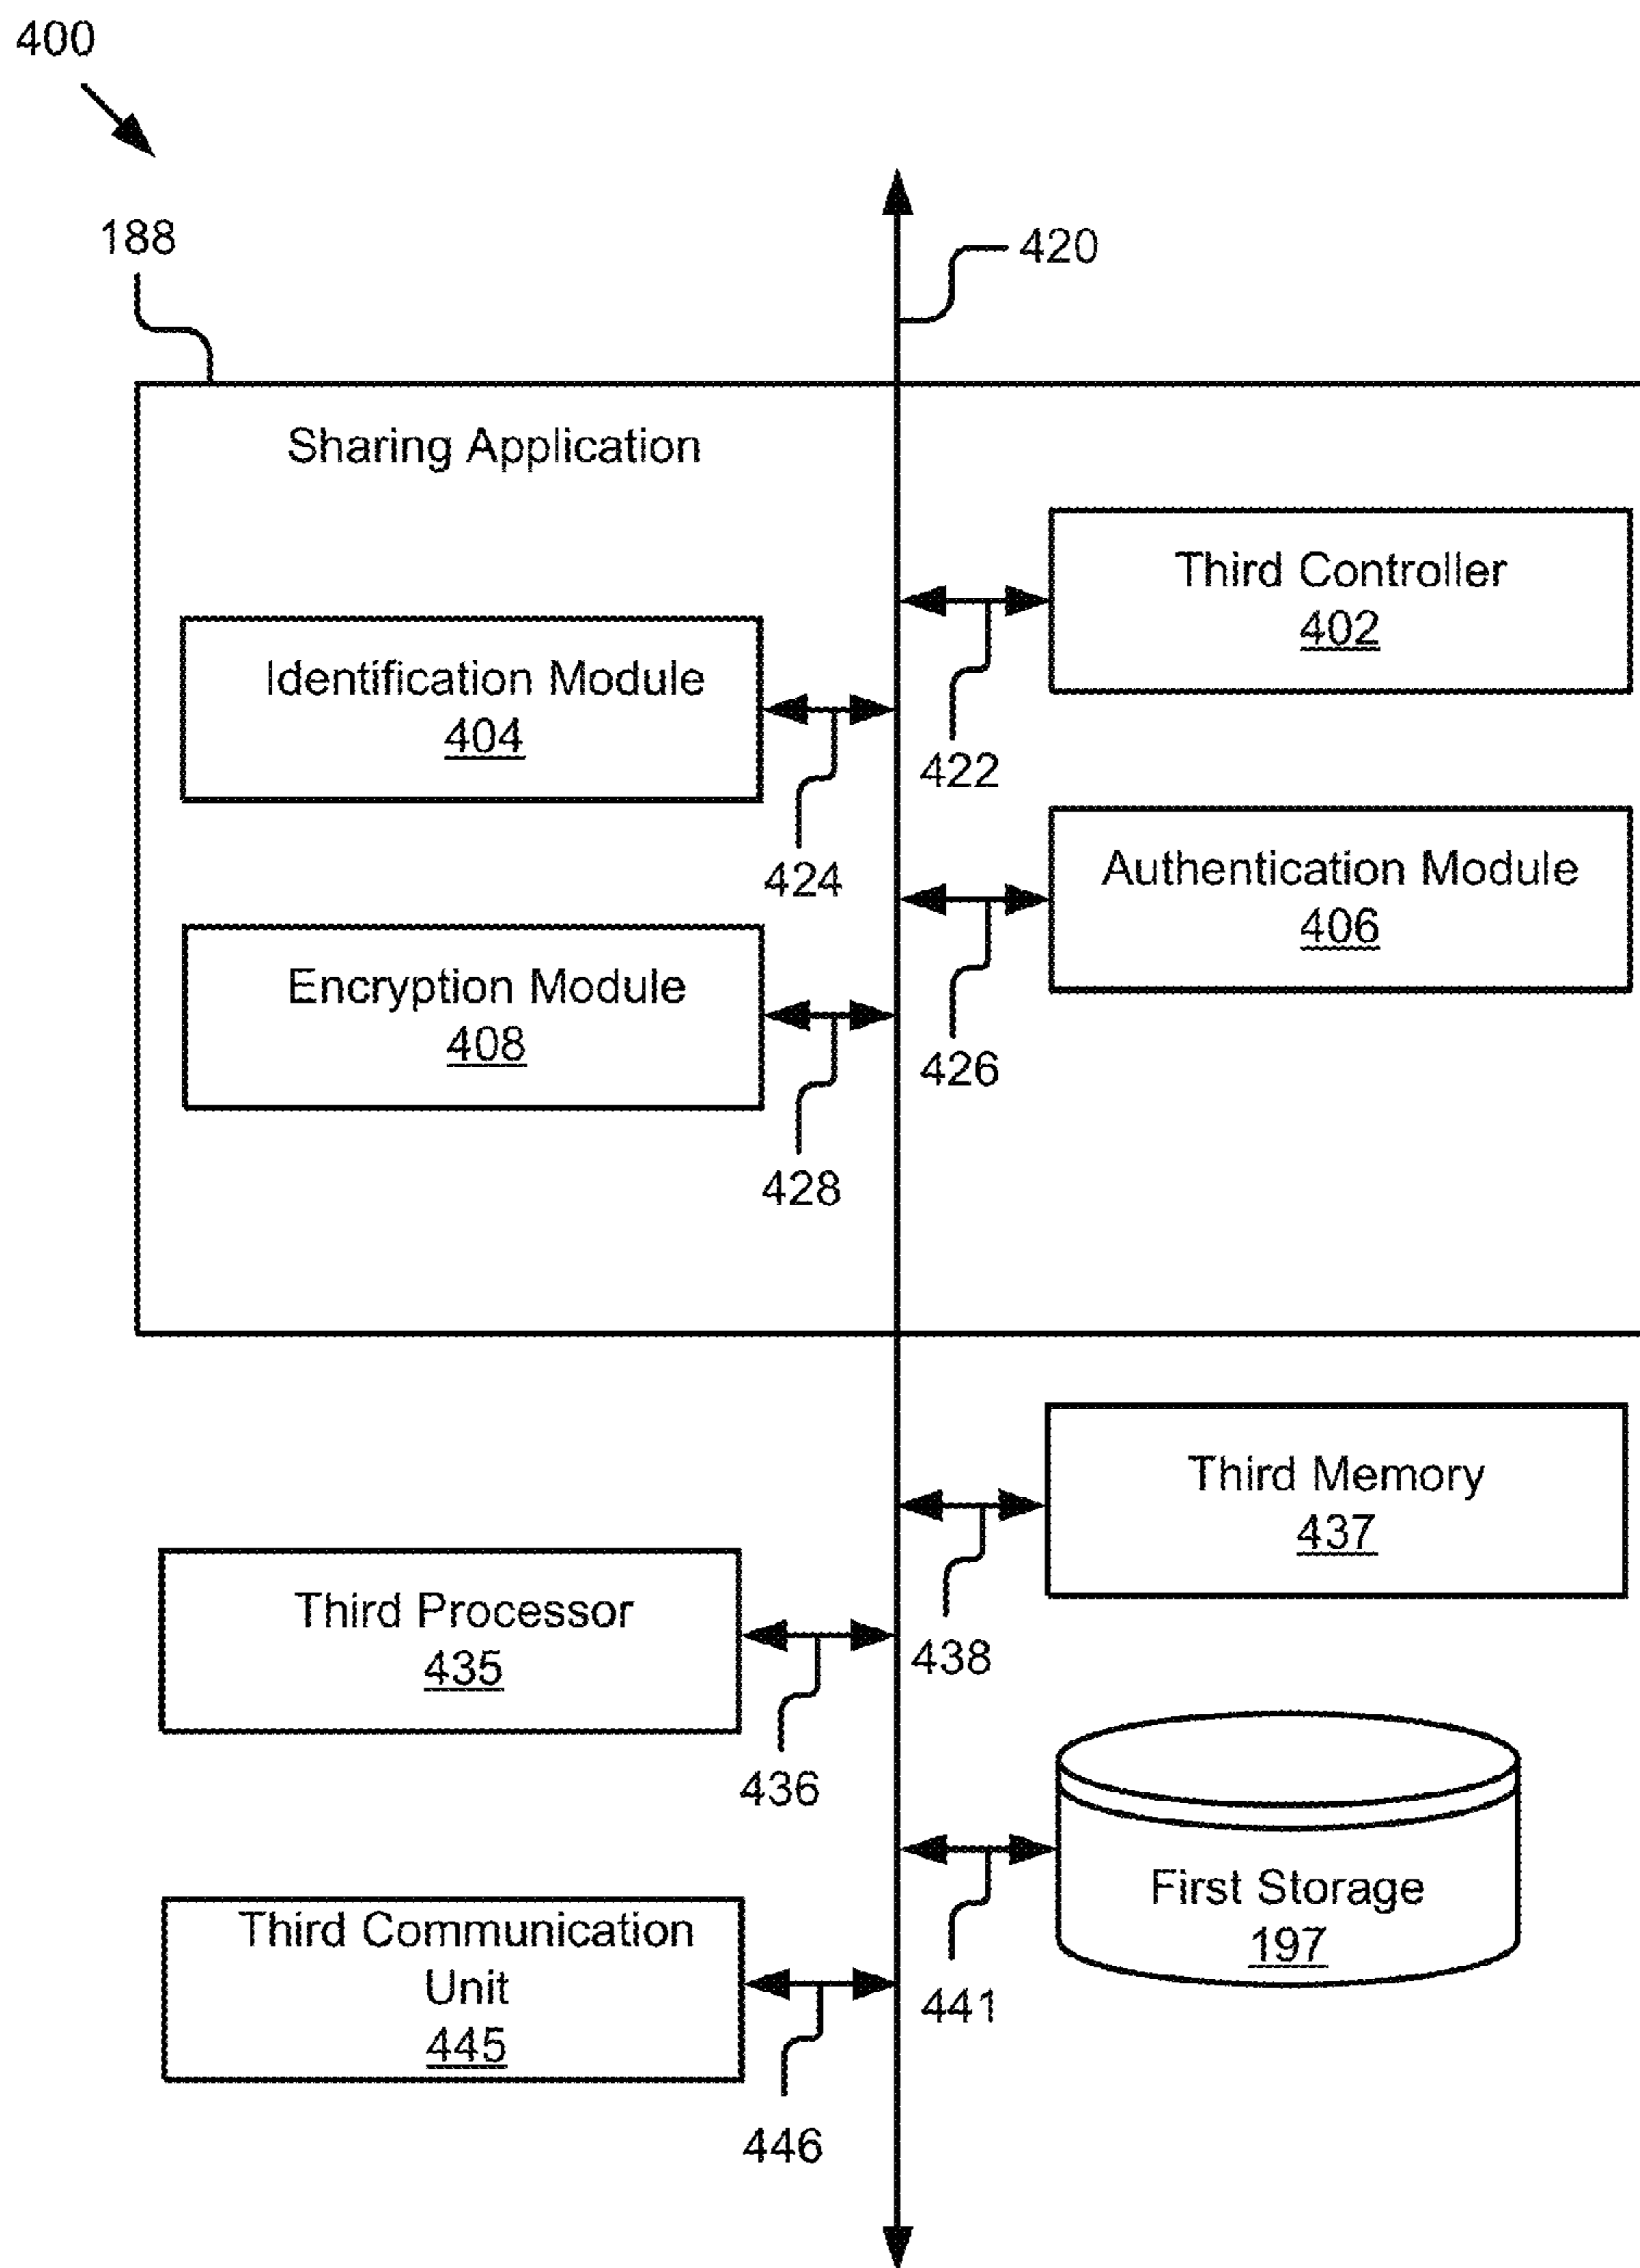 400
188
420
Sharing Application
Third Controller
402
Identification Module
404
422
424
Authentication Module
406
Encryption Module
408
426
428
Third Memory
437
Third Processor
435
438
436
First Storage
197
Third Communication
Unit
445
441
446